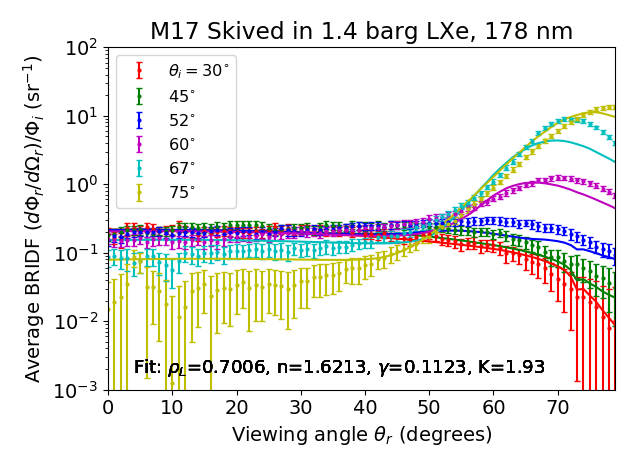 M17 Skived in 1.4 barg LXe, 178 nm
Average BRIDF (dΦr/dΩr)/Φi (sr⁻¹)
10²
10¹
10⁰
10⁻¹
10⁻²
10⁻³
θi = 30°
45°
52°
60°
67°
75°
Fit: ρL=0.7006, n=1.6213, γ=0.1123, K=1.93
0 10 20 30 40 50 60 70
Viewing angle θr (degrees)